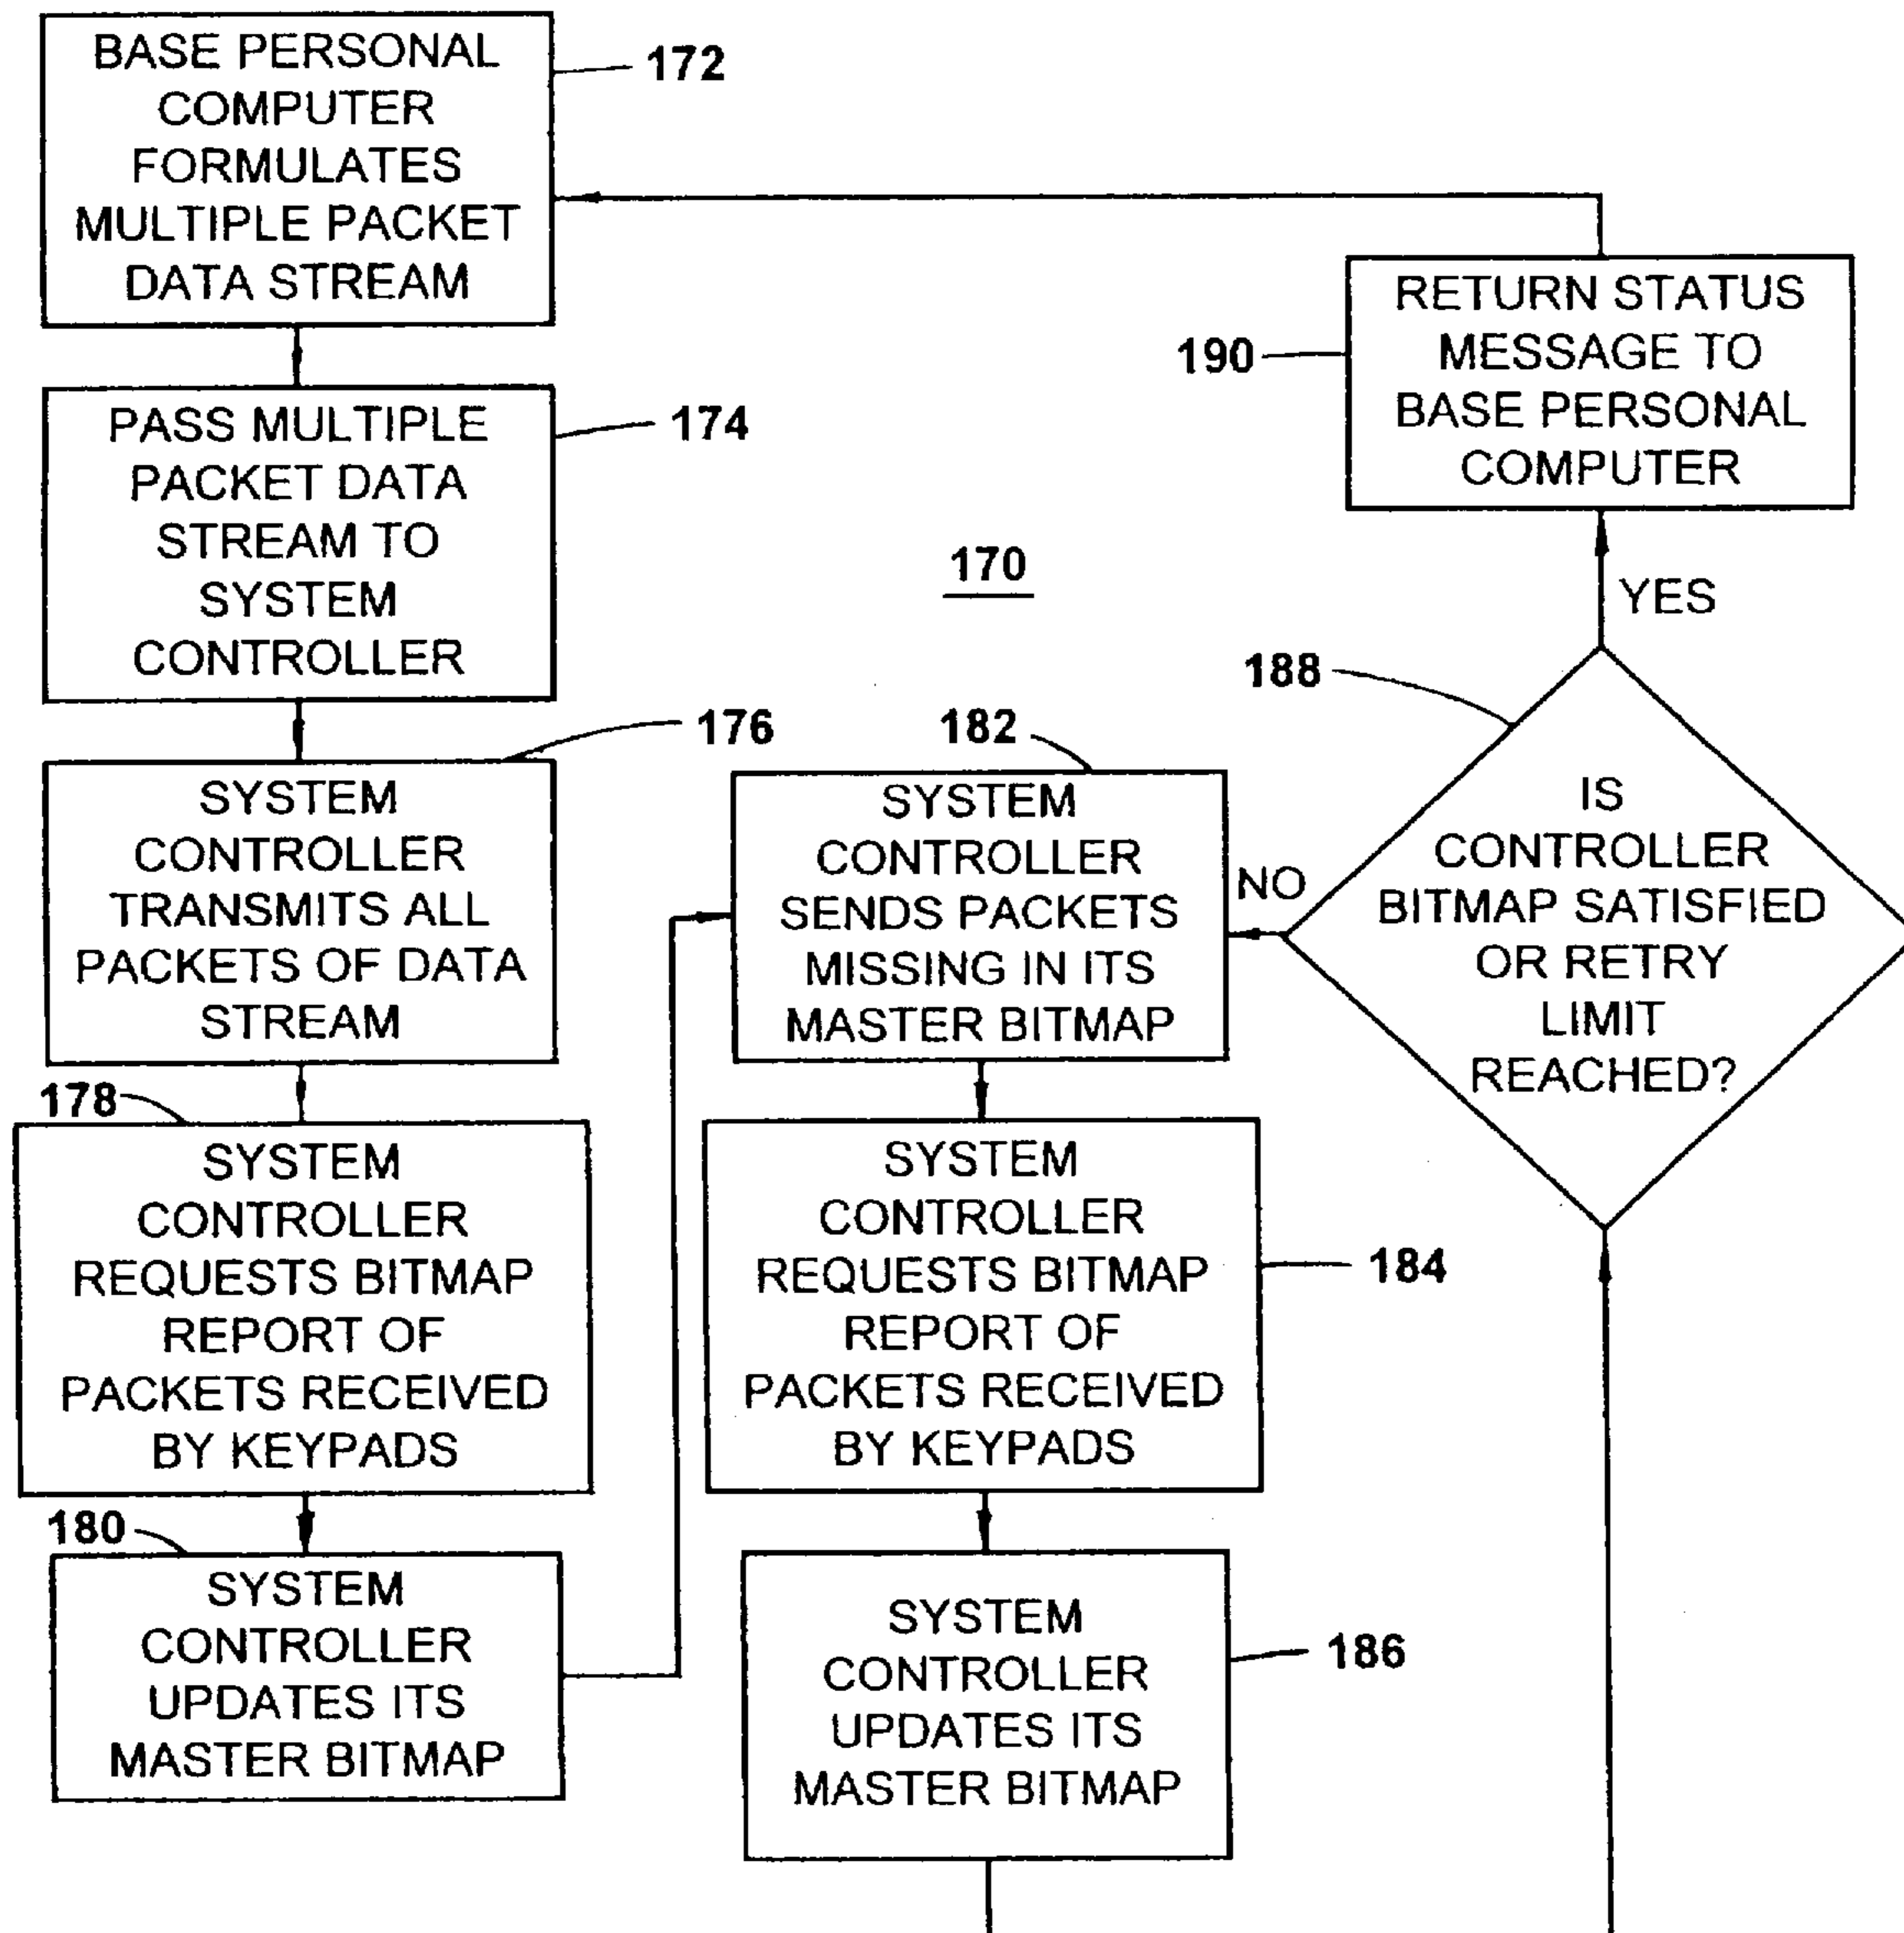 BASE PERSONAL
COMPUTER
FORMULATES
MULTIPLE PACKET
DATA STREAM
172
PASS MULTIPLE
PACKET DATA
STREAM TO
SYSTEM
CONTROLLER
174
SYSTEM
CONTROLLER
TRANSMITS ALL
PACKETS OF DATA
STREAM
176
178
SYSTEM
CONTROLLER
REQUESTS BITMAP
REPORT OF
PACKETS RECEIVED
BY KEYPADS
180
SYSTEM
CONTROLLER
UPDATES ITS
MASTER BITMAP
170
182
SYSTEM
CONTROLLER
SENDS PACKETS
MISSING IN ITS
MASTER BITMAP
SYSTEM
CONTROLLER
REQUESTS BITMAP
REPORT OF
PACKETS RECEIVED
BY KEYPADS
184
SYSTEM
CONTROLLER
UPDATES ITS
MASTER BITMAP
186
188
IS
CONTROLLER
BITMAP SATISFIED
OR RETRY
LIMIT
REACHED?
NO
YES
190
RETURN STATUS
MESSAGE TO
BASE PERSONAL
COMPUTER